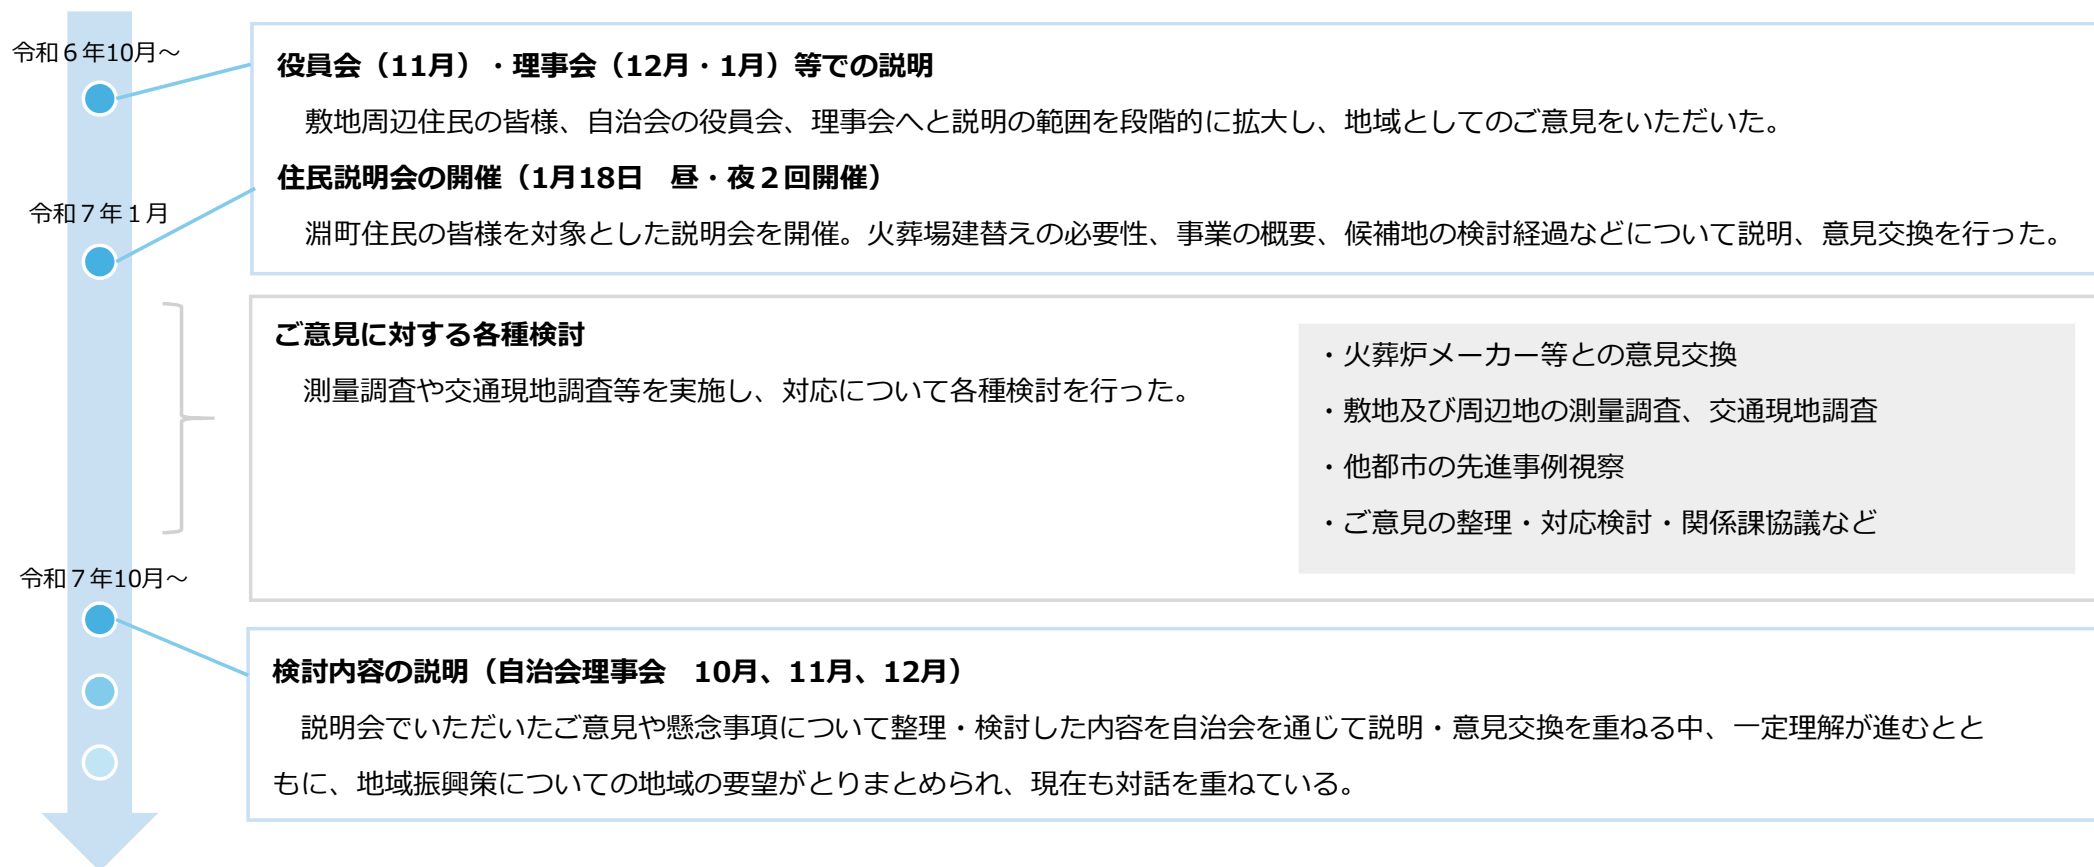 令和６年10月～
役員会（11月）・理事会（12月・1月）等での説明
敷地周辺住民の皆様、自治会の役員会、理事会へと説明の範囲を段階的に拡大し、地域としてのご意見をいただいた。
住民説明会の開催（1月18日　昼・夜２回開催）
令和７年１月
淵町住民の皆様を対象とした説明会を開催。火葬場建替えの必要性、事業の概要、候補地の検討経過などについて説明、意見交換を行った。
ご意見に対する各種検討
測量調査や交通現地調査等を実施し、対応について各種検討を行った。
・火葬炉メーカー等との意見交換
・敷地及び周辺地の測量調査、交通現地調査
・他都市の先進事例視察
・ご意見の整理・対応検討・関係課協議など
令和７年10月～
検討内容の説明（自治会理事会　10月、11月、12月）
説明会でいただいたご意見や懸念事項について整理・検討した内容を自治会を通じて説明・意見交換を重ねる中、一定理解が進むとと
もに、地域振興策についての地域の要望がとりまとめられ、現在も対話を重ねている。